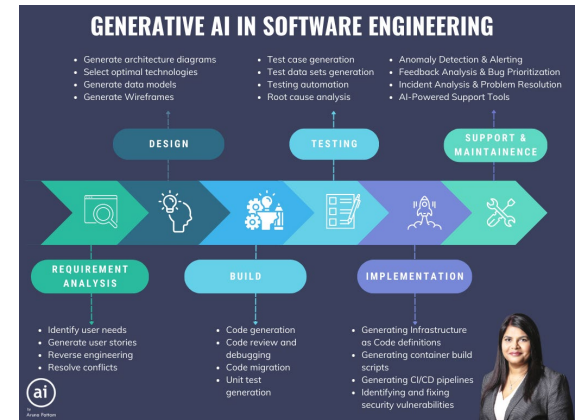 GENERATIVE AI IN SOFTWARE ENGINEERING
• Generate architecture diagrams
• Select optimal technologies
• Generate data models
• Generate Wireframes
• Test case generation
• Test data sets generation
• Testing automation
• Root cause analysis
• Anomaly Detection & Alerting
• Feedback Analysis & Bug Prioritization
• Incident Analysis & Problem Resolution
• AI-Powered Support Tools
DESIGN
TESTING
SUPPORT &
MAINTAINENCE
REQUIREMENT
ANALYSIS
BUILD
IMPLEMENTATION
• Identify user needs
• Generate user stories
• Reverse engineering
• Resolve conflicts
• Code generation
• Code review and
debugging
• Code migration
• Unit test
generation
• Generating Infrastructure
as Code definitions
• Generating container build
scripts
• Generating CI/CD pipelines
• Identifying and fixing
security vulnerabilities
ai
by
Aruna Pattam